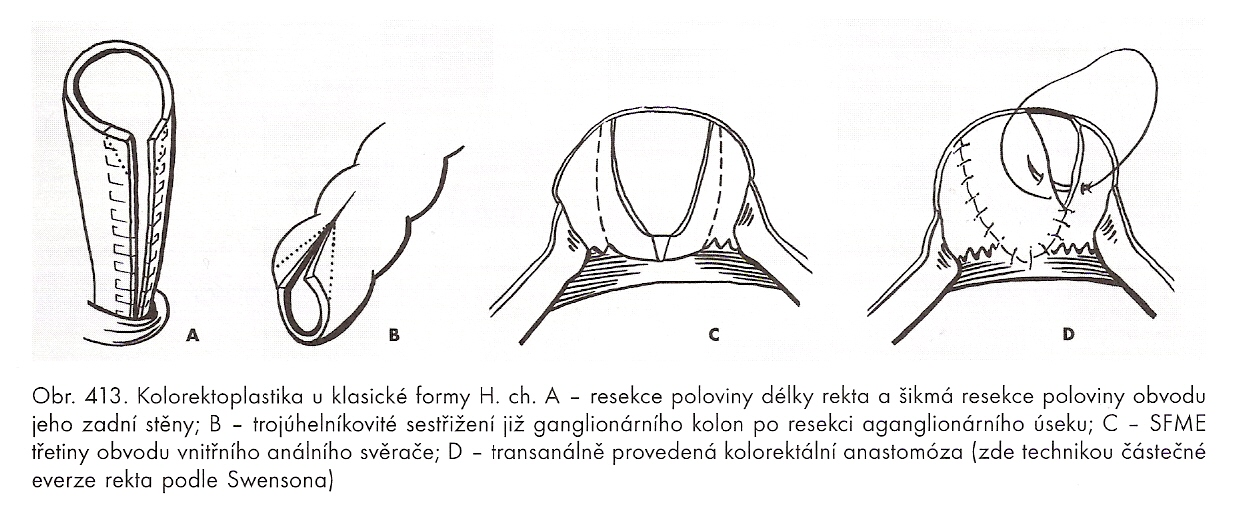 A
B
C
D
Obr. 413. Kolorektoplastika u klasické formy H. ch. A – resekce poloviny délky rekta a šikmá resekce poloviny obvodu
jeho zadní stěny; B – trojúhelníkovité sestřižení již ganglionárního kolon po resekci aganglionárního úseku; C – SFME
třetiny obvodu vnitřního análního svěrače; D – transanálně provedená kolorektální anastomóza (zde technikou částečné
everze rekta podle Swensona)